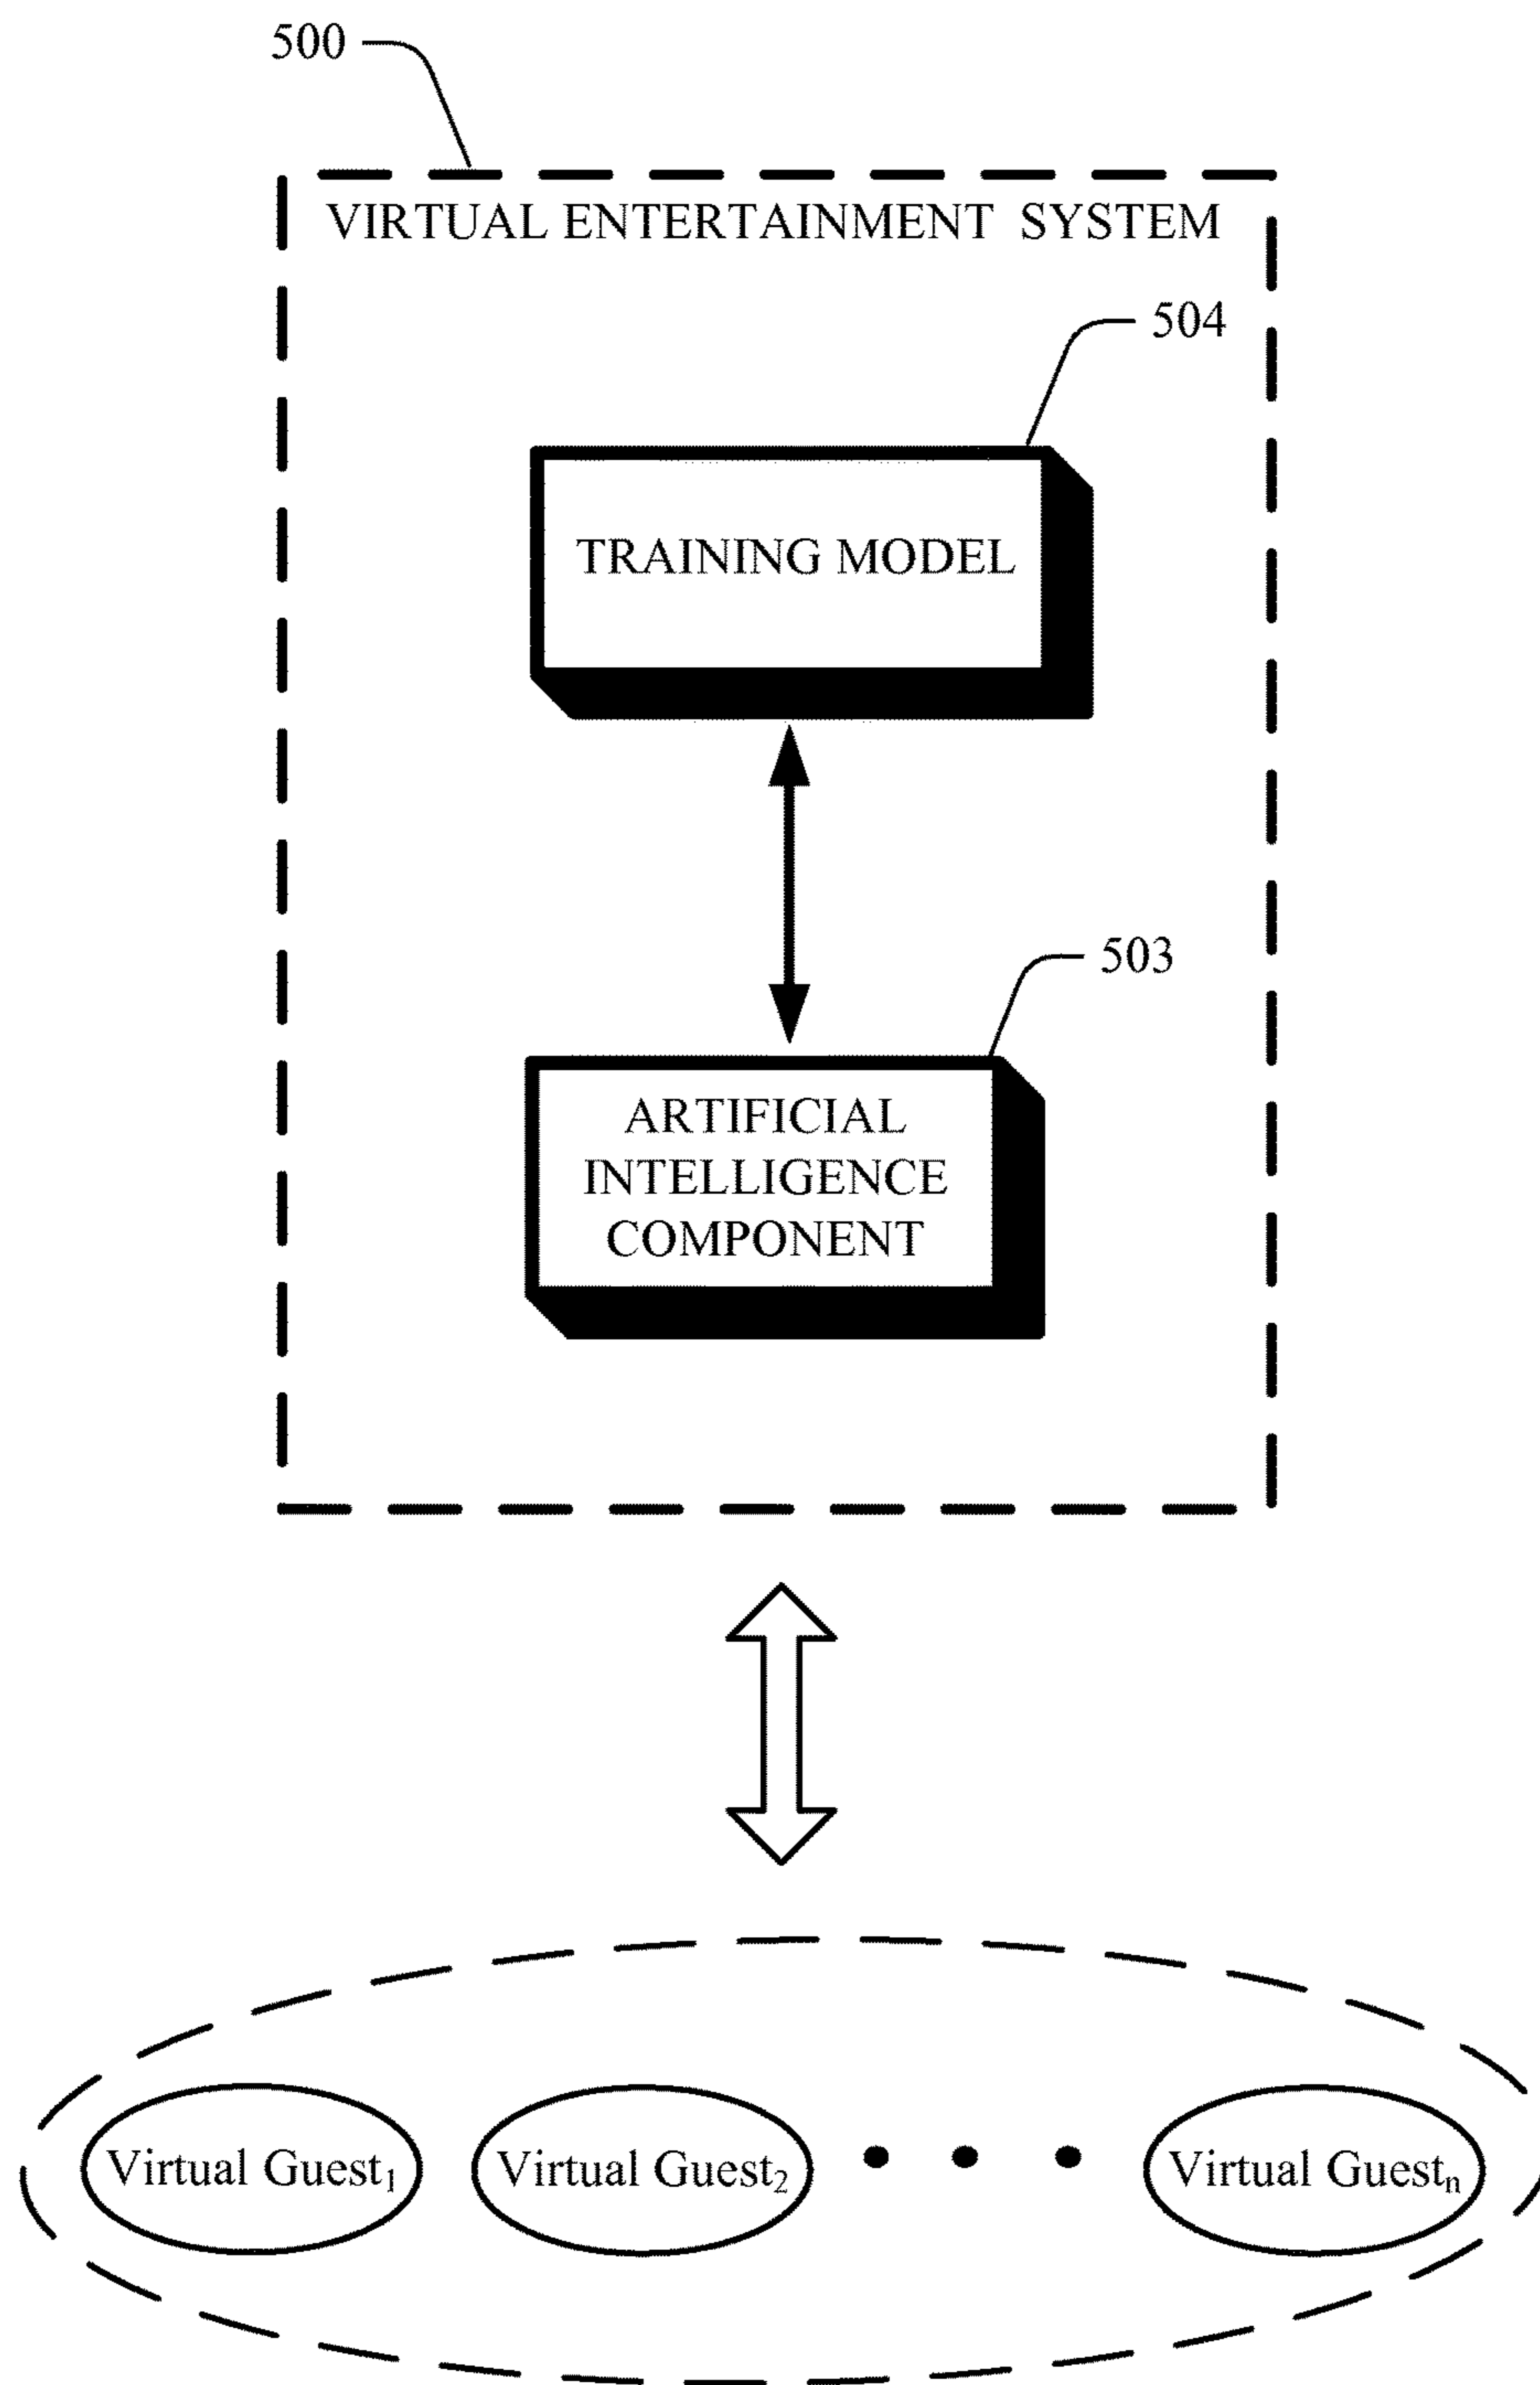 500
VIRTUAL ENTERTAINMENT SYSTEM
504
TRAINING MODEL
503
ARTIFICIAL
INTELLIGENCE
COMPONENT
Virtual Guest1
Virtual Guest2
Virtual Guestn